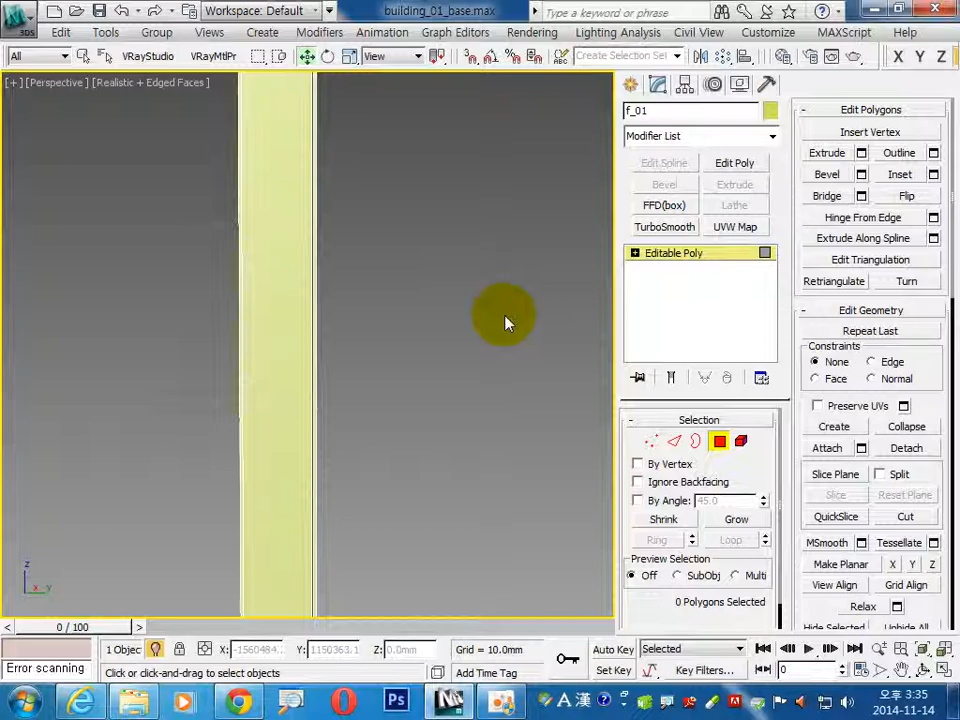 Workspace: Default
building_01_base.max
Type a keyword or phrase
3DS
Edit Tools Group Views Create Modifiers Animation Graph Editors Rendering Lighting Analysis Civil View Customize MAXScript Help
All VRayStudio VRayMtlPr View Create Selection Se X Y Z
[+] [Perspective] [Realistic + Edged Faces]
f_01
Modifier List
Edit Spline Edit Poly
Bevel Extrude
FFD(box) Lathe
TurboSmooth UVW Map
Editable Poly
Selection
By Vertex
Ignore Backfacing
By Angle: 45.0
Shrink Grow
Ring Loop
Preview Selection
Off SubObj Multi
0 Polygons Selected
Edit Polygons
Insert Vertex
Extrude Outline
Bevel Inset
Bridge Flip
Hinge From Edge
Extrude Along Spline
Edit Triangulation
Retriangulate Turn
Edit Geometry
Repeat Last
Constraints
None Edge
Face Normal
Preserve UVs
Create Collapse
Attach Detach
Slice Plane Split
Slice Reset Plane
QuickSlice Cut
MSmooth Tessellate
Make Planar X Y Z
View Align Grid Align
Relax
Hide Selected Unhide All
z
x y
0 / 100
1 Objec X: -1560484. Y: 1150363.1 Z: 0.0mm Grid = 10.0mm Auto Key Selected
Error scanning Click or click-and-drag to select objects Add Time Tag Set Key Key Filters... 0
Ps A 漢
오후 3:35
2014-11-14